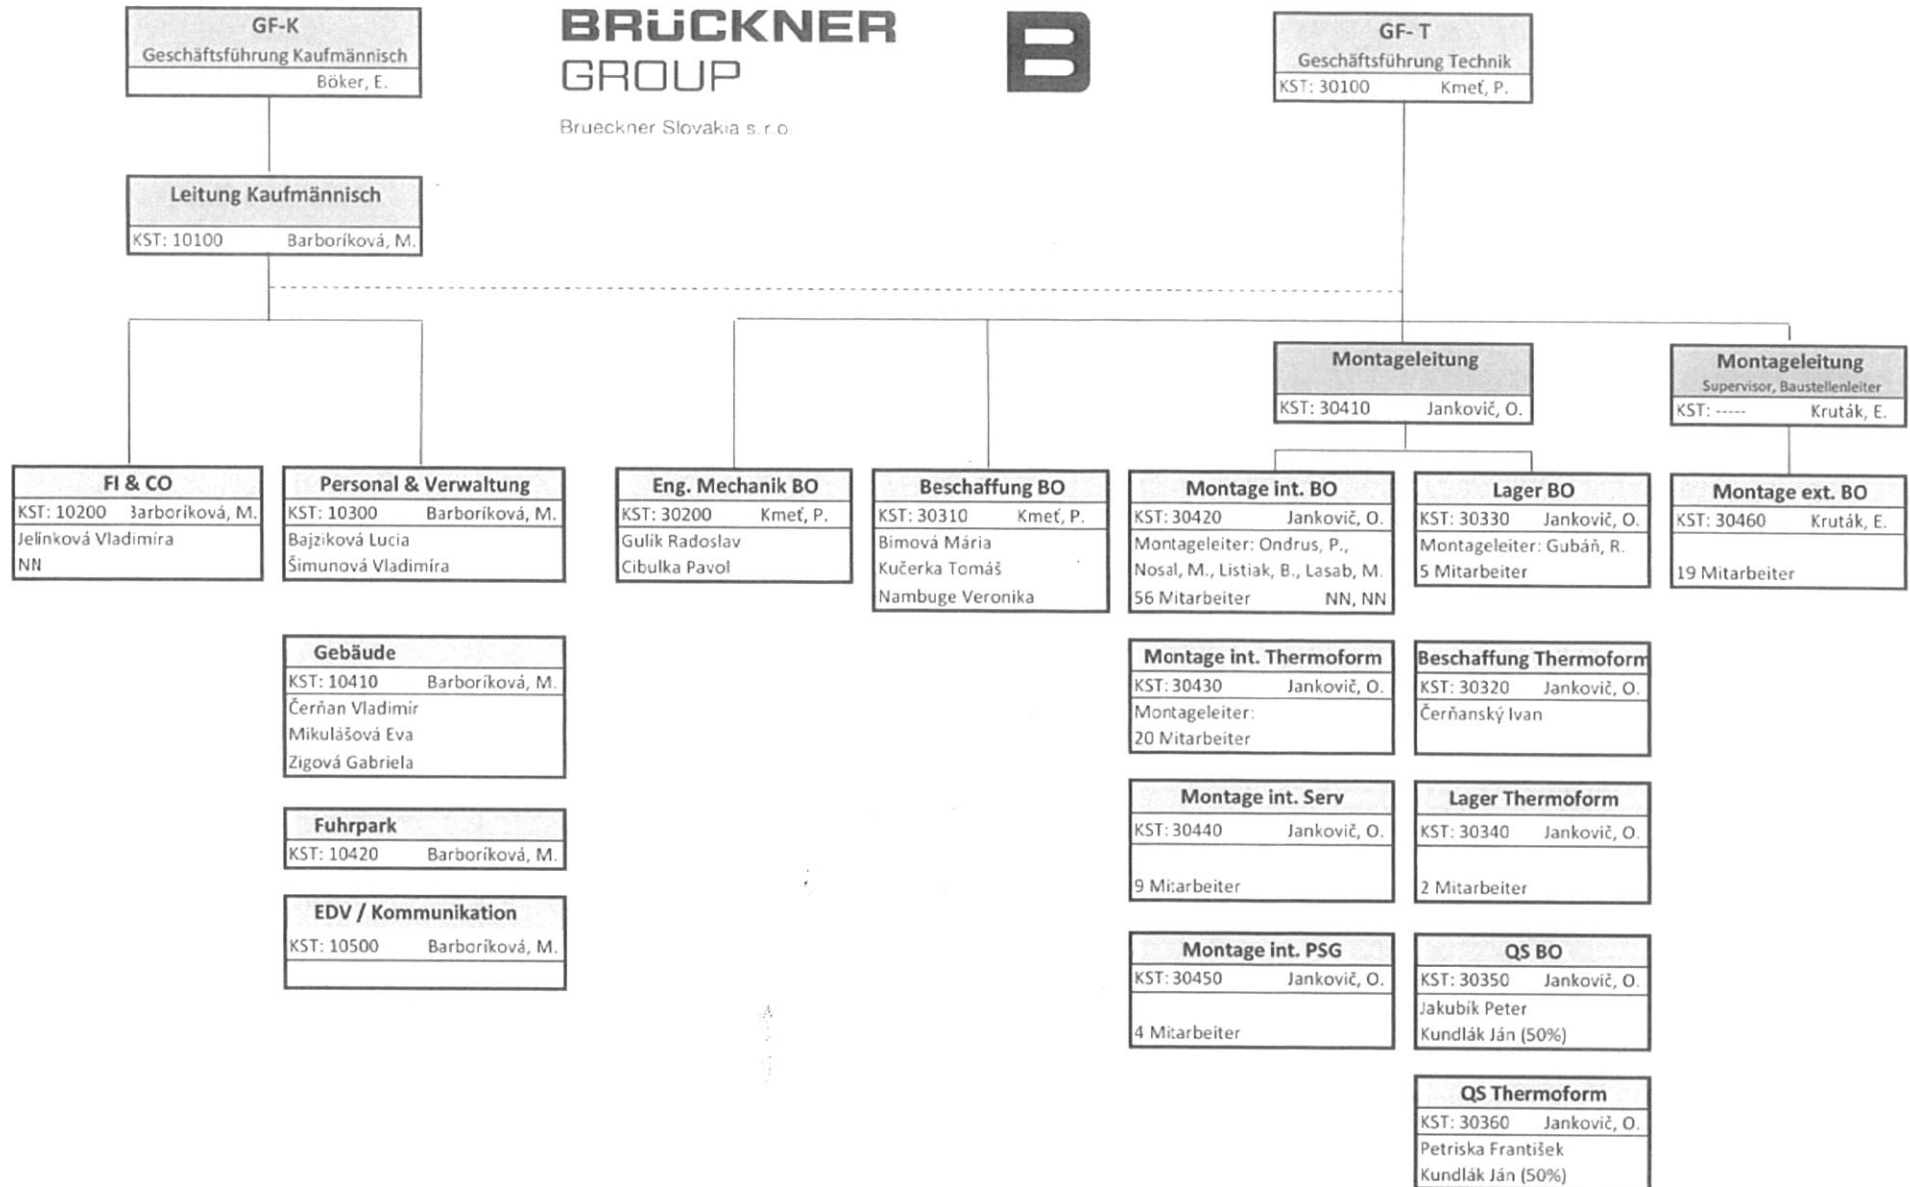 GF-K
Geschäftsführung Kaufmännisch
Böker, E.
BRÜCKNER
GROUP
B
Brueckner Slovakia s.r.o.
GF- T
Geschäftsführung Technik
KST: 30100 Kmeť, P.
Leitung Kaufmännisch
KST: 10100 Barboríková, M.
Montageleitung
KST: 30410 Jankovič, O.
Montageleitung
Supervisor, Baustellenleiter
KST: ----- Kruták, E.
FI & CO
KST: 10200 Barboríková, M.
Jelínková Vladimíra
NN
Personal & Verwaltung
KST: 10300 Barboríková, M.
Bajziková Lucia
Šimunová Vladimíra
Eng. Mechanik BO
KST: 30200 Kmeť, P.
Gulik Radoslav
Cibulka Pavol
Beschaffung BO
KST: 30310 Kmeť, P.
Bimová Mária
Kučerka Tomáš
Nambuge Veronika
Montage int. BO
KST: 30420 Jankovič, O.
Montageleiter: Ondrus, P.,
Nosal, M., Listiak, B., Lasab, M.
56 Mitarbeiter NN, NN
Lager BO
KST: 30330 Jankovič, O.
Montageleiter: Gubáň, R.
5 Mitarbeiter
Montage ext. BO
KST: 30460 Kruták, E.
19 Mitarbeiter
Gebäude
KST: 10410 Barboríková, M.
Čerňan Vladimír
Mikulášová Eva
Zigová Gabriela
Montage int. Thermoform
KST: 30430 Jankovič, O.
Montageleiter:
20 Mitarbeiter
Beschaffung Thermoform
KST: 30320 Jankovič, O.
Čerňanský Ivan
Fuhrpark
KST: 10420 Barboríková, M.
Montage int. Serv
KST: 30440 Jankovič, O.
9 Mitarbeiter
Lager Thermoform
KST: 30340 Jankovič, O.
2 Mitarbeiter
EDV / Kommunikation
KST: 10500 Barboríková, M.
Montage int. PSG
KST: 30450 Jankovič, O.
4 Mitarbeiter
QS BO
KST: 30350 Jankovič, O.
Jakubík Peter
Kundlák Ján (50%)
QS Thermoform
KST: 30360 Jankovič, O.
Petriska František
Kundlák Ján (50%)